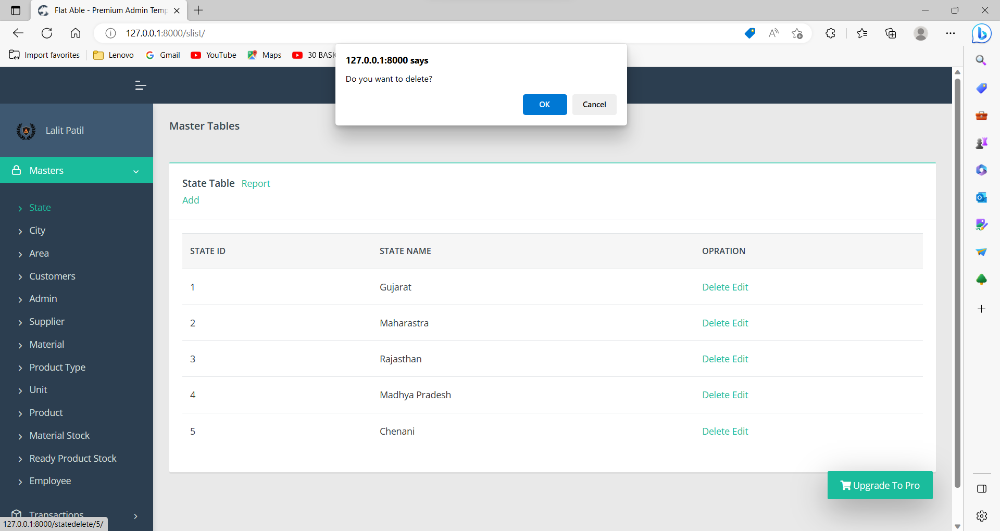 Flat Able - Premium Admin Temp
127.0.0.1:8000/slist/
Import favorites
Lenovo
Gmail
YouTube
Maps
30 BASI
127.0.0.1:8000 says
Do you want to delete?
OK
Cancel
Lalit Patil
Masters
State
City
Area
Customers
Admin
Supplier
Material
Product Type
Unit
Product
Material Stock
Ready Product Stock
Employee
Transactions
127.0.0.1:8000/statedelete/5/
Master Tables
State Table Report
Add
STATE ID STATE NAME OPRATION
1 Gujarat Delete Edit
2 Maharastra Delete Edit
3 Rajasthan Delete Edit
4 Madhya Pradesh Delete Edit
5 Chenani Delete Edit
Upgrade To Pro